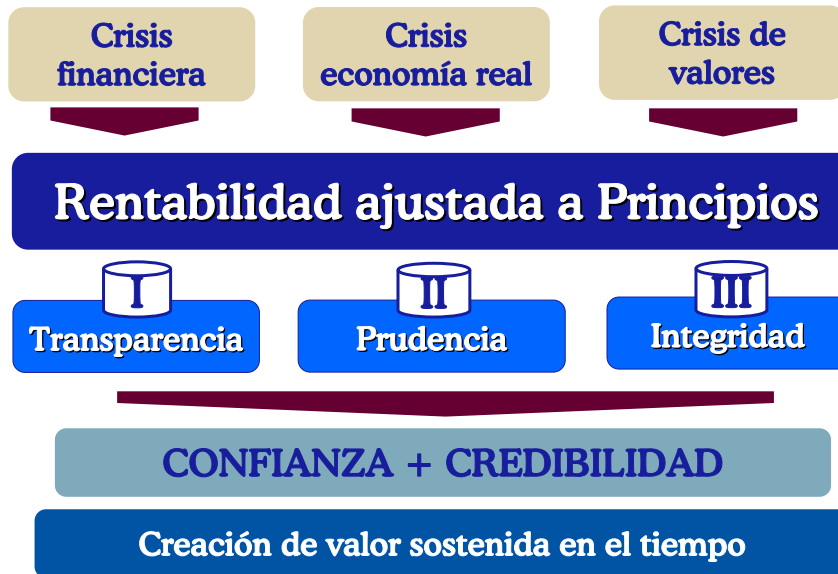 Crisis
financiera
Crisis
economía real
Crisis de
valores
Rentabilidad ajustada a Principios
I
Transparencia
II
Prudencia
III
Integridad
CONFIANZA + CREDIBILIDAD
Creación de valor sostenida en el tiempo